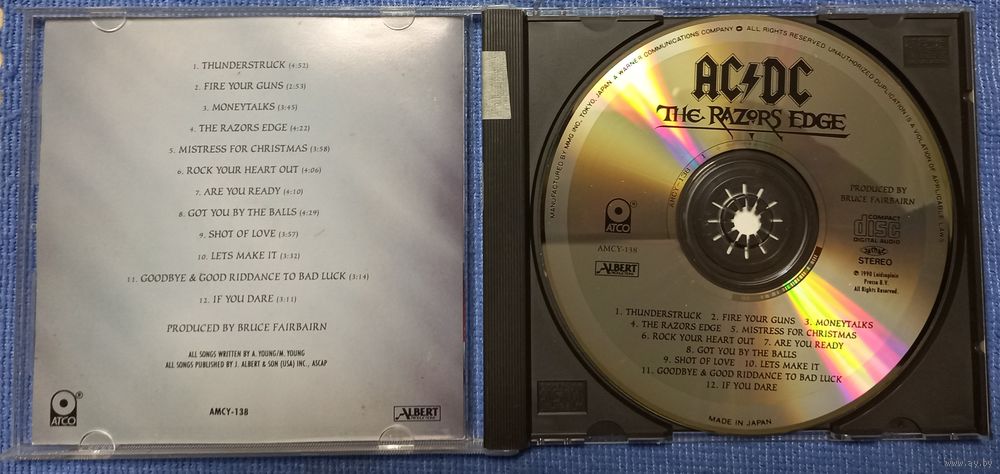 1. THUNDERSTRUCK (4:52)
2. FIRE YOUR GUNS (2:53)
3. MONEYTALKS (3:45)
4. THE RAZORS EDGE (4:22)
5. MISTRESS FOR CHRISTMAS (3:58)
6. ROCK YOUR HEART OUT (4:06)
7. ARE YOU READY (4:10)
8. GOT YOU BY THE BALLS (4:29)
9. SHOT OF LOVE (3:57)
10. LETS MAKE IT (3:32)
11. GOODBYE & GOOD RIDDANCE TO BAD LUCK (3:14)
12. IF YOU DARE (3:11)
PRODUCED BY BRUCE FAIRBAIRN
ALL SONGS WRITTEN BY A. YOUNG/M. YOUNG
ALL SONGS PUBLISHED BY J. ALBERT & SON (USA) INC., ASCAP
ATCO®
AMCY-138
ALBERT
MANUFACTURED BY MMG INC., TOKYO, JAPAN A WARNER COMMUNICATIONS COMPANY ALL RIGHTS RESERVED. UNAUTHORIZED DUPLICATION IS A VIOLATION OF APPLICABLE LAWS
AC DC
THE RAZORS EDGE
AMCY-138
PRODUCED BY
BRUCE FAIRBAIRN
ATCO®
AMCY-138
ALBERT
COMPACT
disc
DIGITAL AUDIO
STEREO
℗ 1990 Leidseplein
Presse B.V.
All Rights Reserved.
1. THUNDERSTRUCK 2. FIRE YOUR GUNS 3. MONEYTALKS
4. THE RAZORS EDGE 5. MISTRESS FOR CHRISTMAS
6. ROCK YOUR HEART OUT 7. ARE YOU READY
8. GOT YOU BY THE BALLS
9. SHOT OF LOVE 10. LETS MAKE IT
11. GOODBYE & GOOD RIDDANCE TO BAD LUCK
12. IF YOU DARE
MADE IN JAPAN
www.ay.by